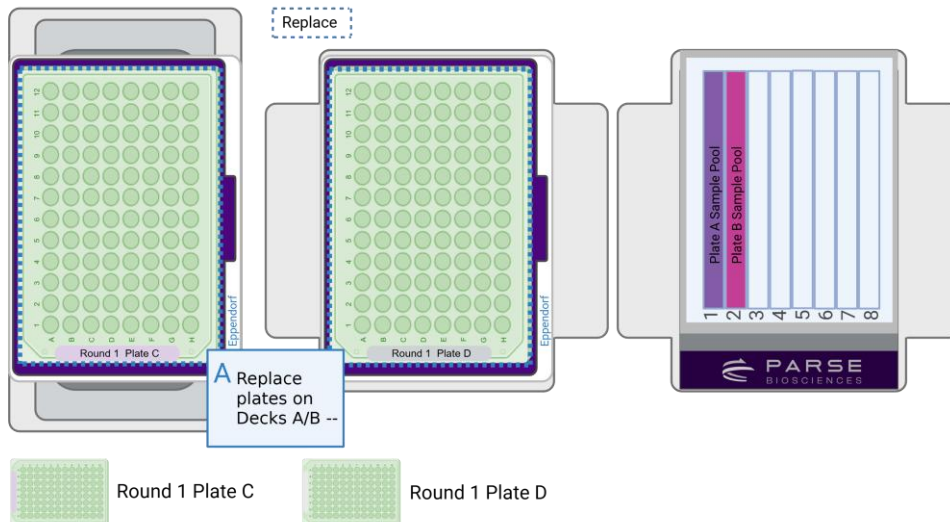 Replace
12
11
10
9
8
7
6
5
4
3
2
1
A B C D E F G H
Round 1 Plate C
Eppendorf
12
11
10
9
8
7
6
5
4
3
2
1
A B C D E F G H
Round 1 Plate D
Eppendorf
Plate A Sample Pool
Plate B Sample Pool
1
2
3
4
5
6
7
8
PARSE
BIOSCIENCES
A Replace
plates on
Decks A/B --
Round 1 Plate C
Round 1 Plate D